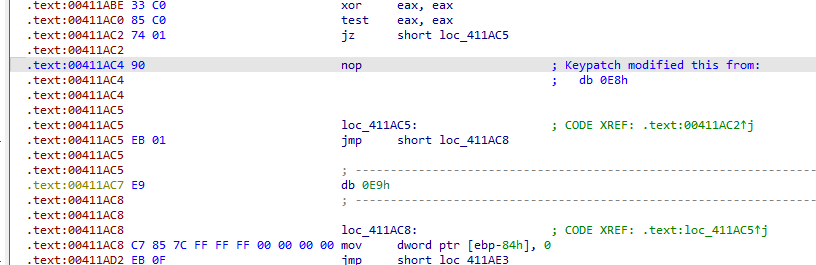 .text:00411ABE 33 C0 xor eax, eax
.text:00411AC0 85 C0 test eax, eax
.text:00411AC2 74 01 jz short loc_411AC5
.text:00411AC2
.text:00411AC4 90 nop ; Keypatch modified this from:
.text:00411AC4 ; db 0E8h
.text:00411AC4
.text:00411AC5
.text:00411AC5 loc_411AC5: ; CODE XREF: .text:00411AC2↑j
.text:00411AC5 EB 01 jmp short loc_411AC8
.text:00411AC5
.text:00411AC5 ; ---------------------------------------------------------------
.text:00411AC7 E9 db 0E9h
.text:00411AC8 ; ---------------------------------------------------------------
.text:00411AC8
.text:00411AC8 loc_411AC8: ; CODE XREF: .text:loc_411AC5↑j
.text:00411AC8 C7 85 7C FF FF FF 00 00 00 00 mov dword ptr [ebp-84h], 0
.text:00411AD2 EB 0F jmp short loc_411AE3